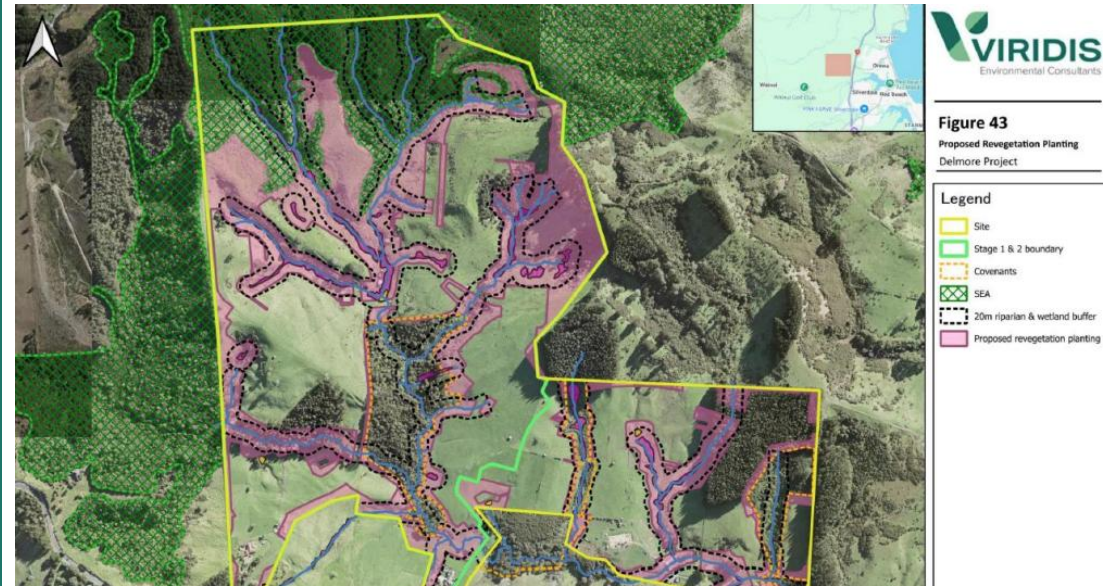 VIRIDIS
Environmental Consultants
Orewa
Wainui
Silverdale
Red Beach
Figure 43
Proposed Revegetation Planting
Delmore Project
Legend
Site
Stage 1 & 2 boundary
Covenants
SEA
20m riparian & wetland buffer
Proposed revegetation planting